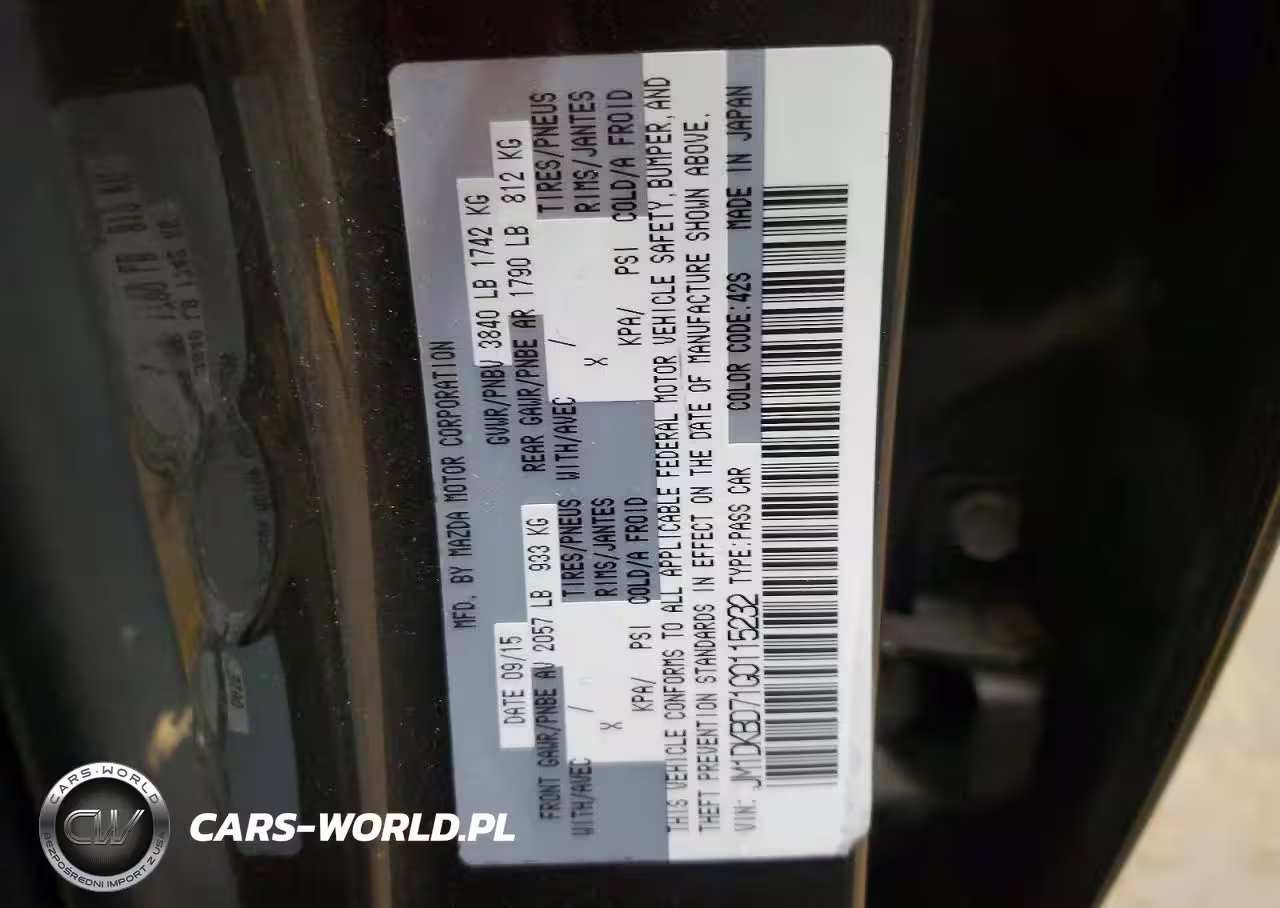 MFD. BY MAZDA MOTOR CORPORATION
DATE 09/15 GVWR/PNBV 3840 LB 1742 KG
FRONT GAWR/PNBE AV 2057 LB 933 KG REAR GAWR/PNBE AR 1790 LB 812 KG
WITH/AVEC / TIRES/PNEUS WITH/AVEC / TIRES/PNEUS
X RIMS/JANTES X RIMS/JANTES
KPA/ PSI COLD/A FROID KPA/ PSI COLD/A FROID
THIS VEHICLE CONFORMS TO ALL APPLICABLE FEDERAL MOTOR VEHICLE SAFETY, BUMPER, AND
THEFT PREVENTION STANDARDS IN EFFECT ON THE DATE OF MANUFACTURE SHOWN ABOVE.
VIN: JM1DKBD71G0115232 TYPE:PASS CAR COLOR CODE:42S MADE IN JAPAN
CARS-WORLD
CW
BEZPOŚREDNI IMPORT Z USA
CARS-WORLD.PL